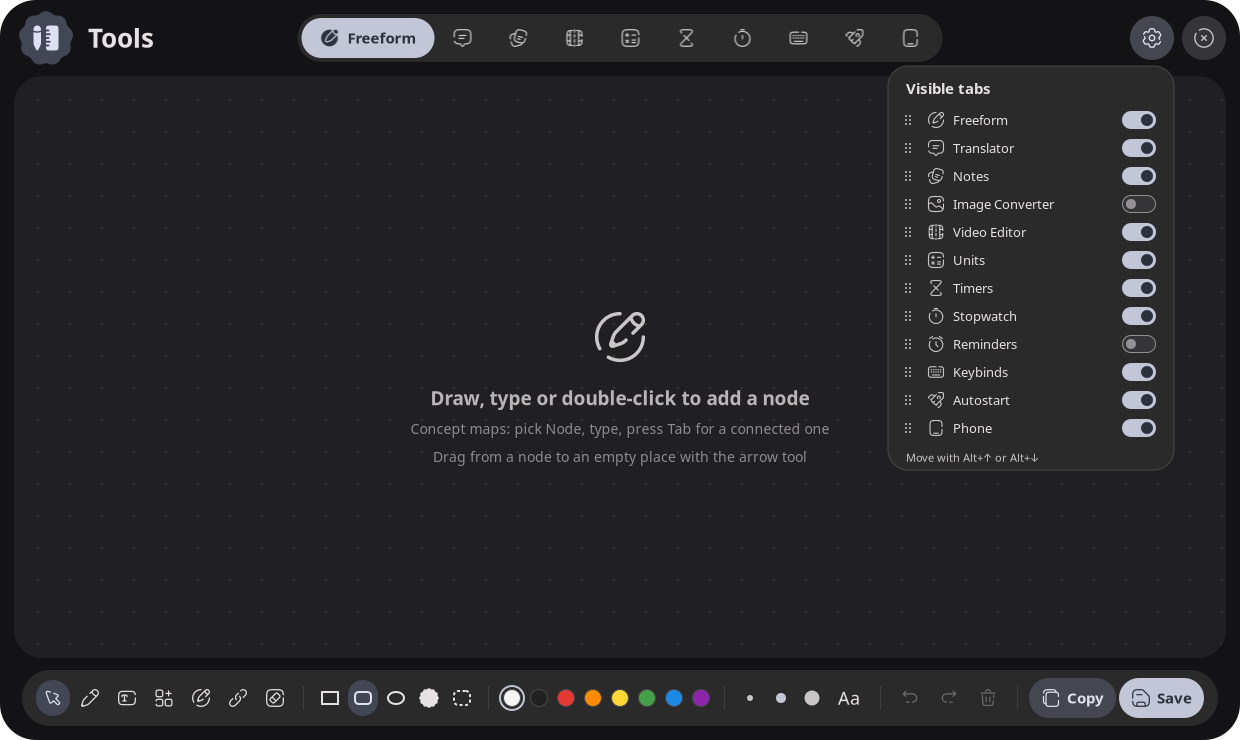 Tools
Freeform
Visible tabs
Freeform
Translator
Notes
Image Converter
Video Editor
Units
Timers
Stopwatch
Reminders
Keybinds
Autostart
Phone
Move with Alt+↑ or Alt+↓
Draw, type or double-click to add a node
Concept maps: pick Node, type, press Tab for a connected one
Drag from a node to an empty place with the arrow tool
Aa
Copy
Save